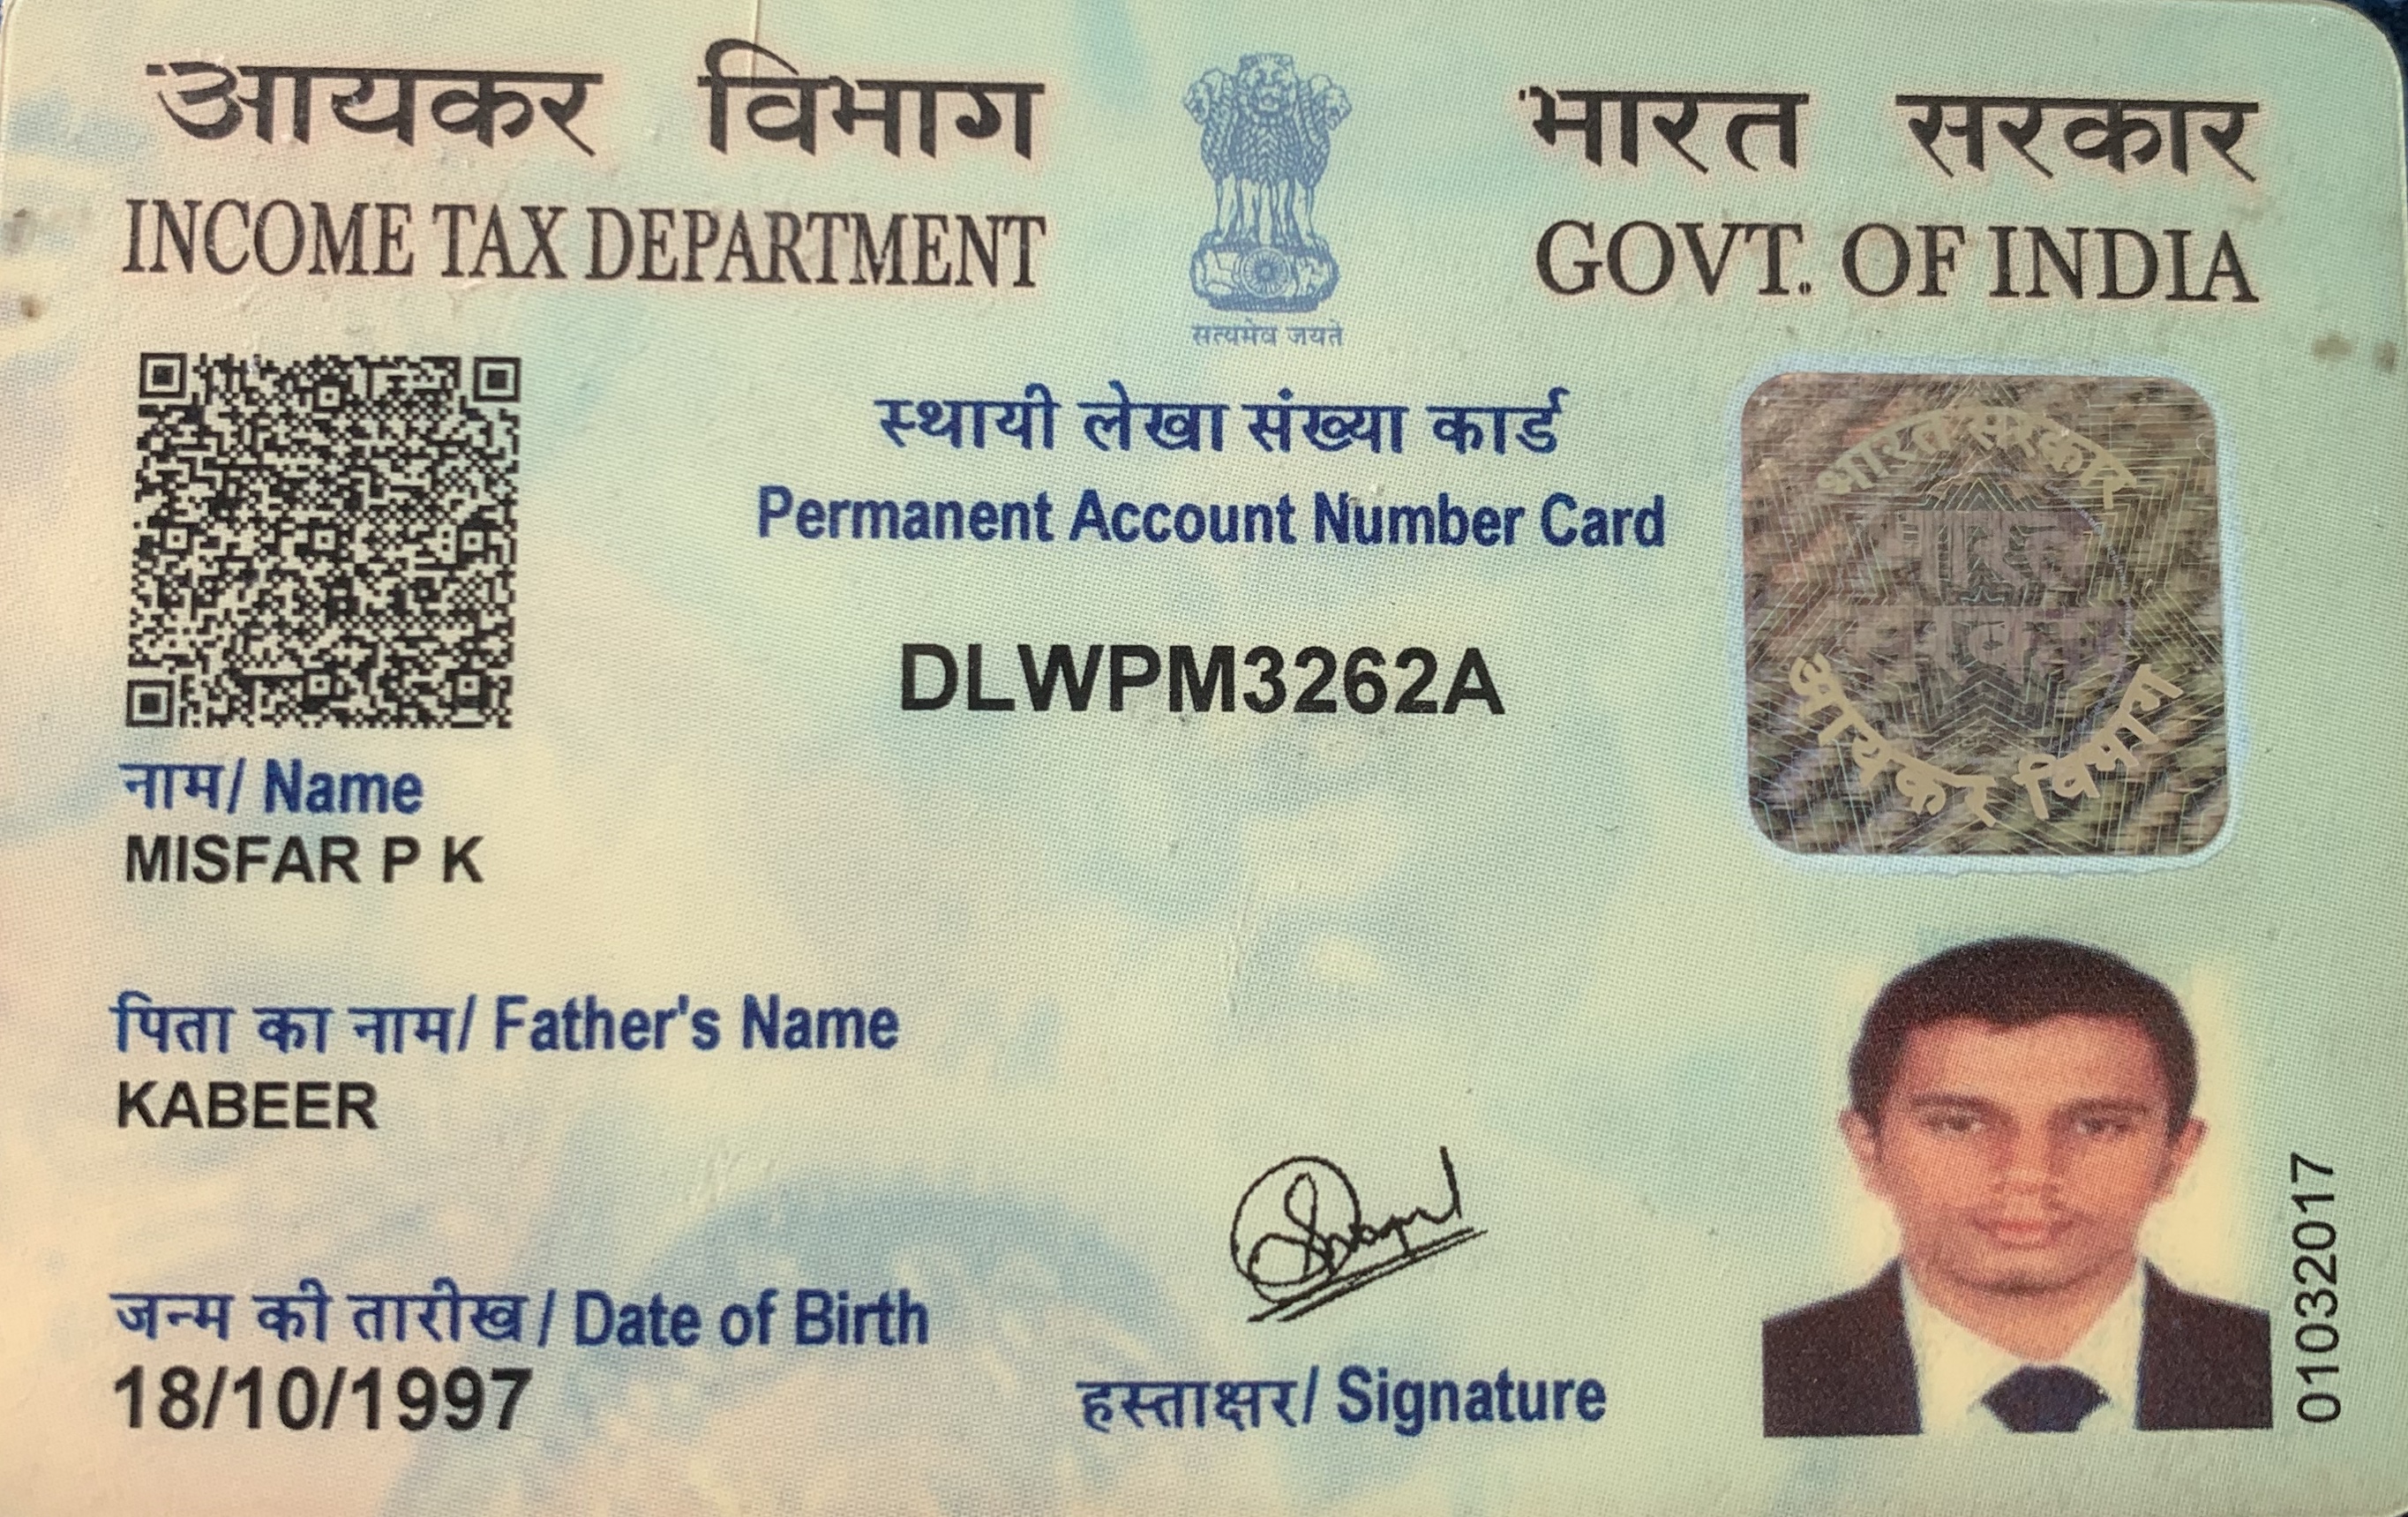 आयकर विभाग
INCOME TAX DEPARTMENT
सत्यमेव जयते
भारत सरकार
GOVT. OF INDIA
स्थायी लेखा संख्या कार्ड
Permanent Account Number Card
DLWPM3262A
भारत सरकार
आयकर विभाग
नाम/ Name
MISFAR P K
पिता का नाम/ Father's Name
KABEER
जन्म की तारीख / Date of Birth
18/10/1997
हस्ताक्षर/ Signature
01032017